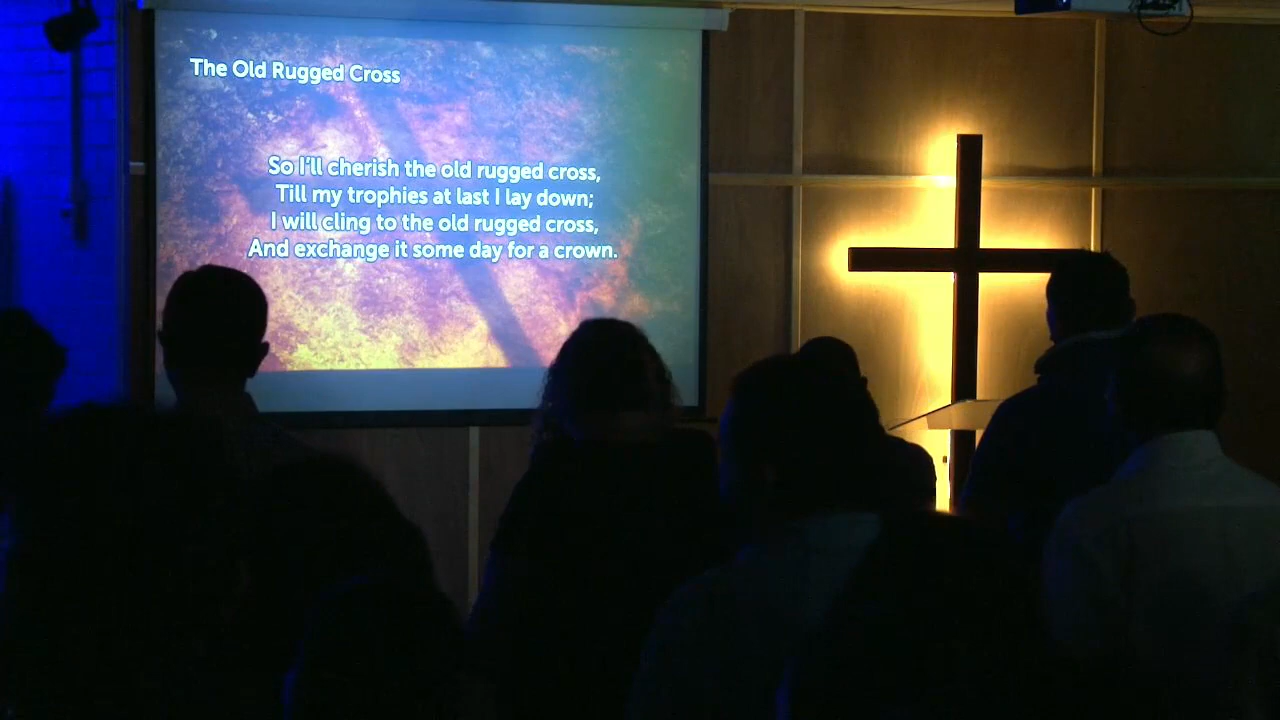 The Old Rugged Cross
So I'll cherish the old rugged cross,
Till my trophies at last I lay down;
I will cling to the old rugged cross,
And exchange it some day for a crown.